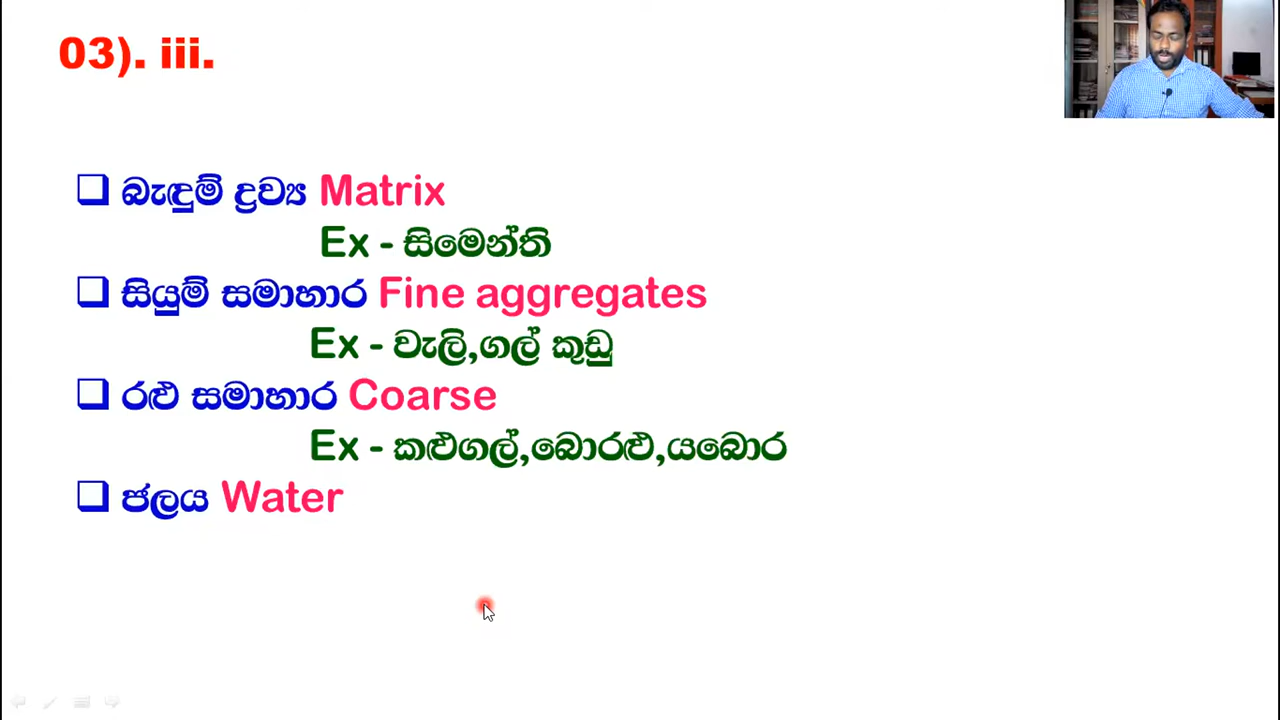 03). iii.
❑ බැඳුම් ද්‍රව්‍ය Matrix
Ex - සිමෙන්ති
❑ සියුම් සමාහාර Fine aggregates
Ex - වැලි,ගල් කුඩු
❑ රළු සමාහාර Coarse
Ex - කළුගල්,බොරළු,යබොර
❑ ජලය Water